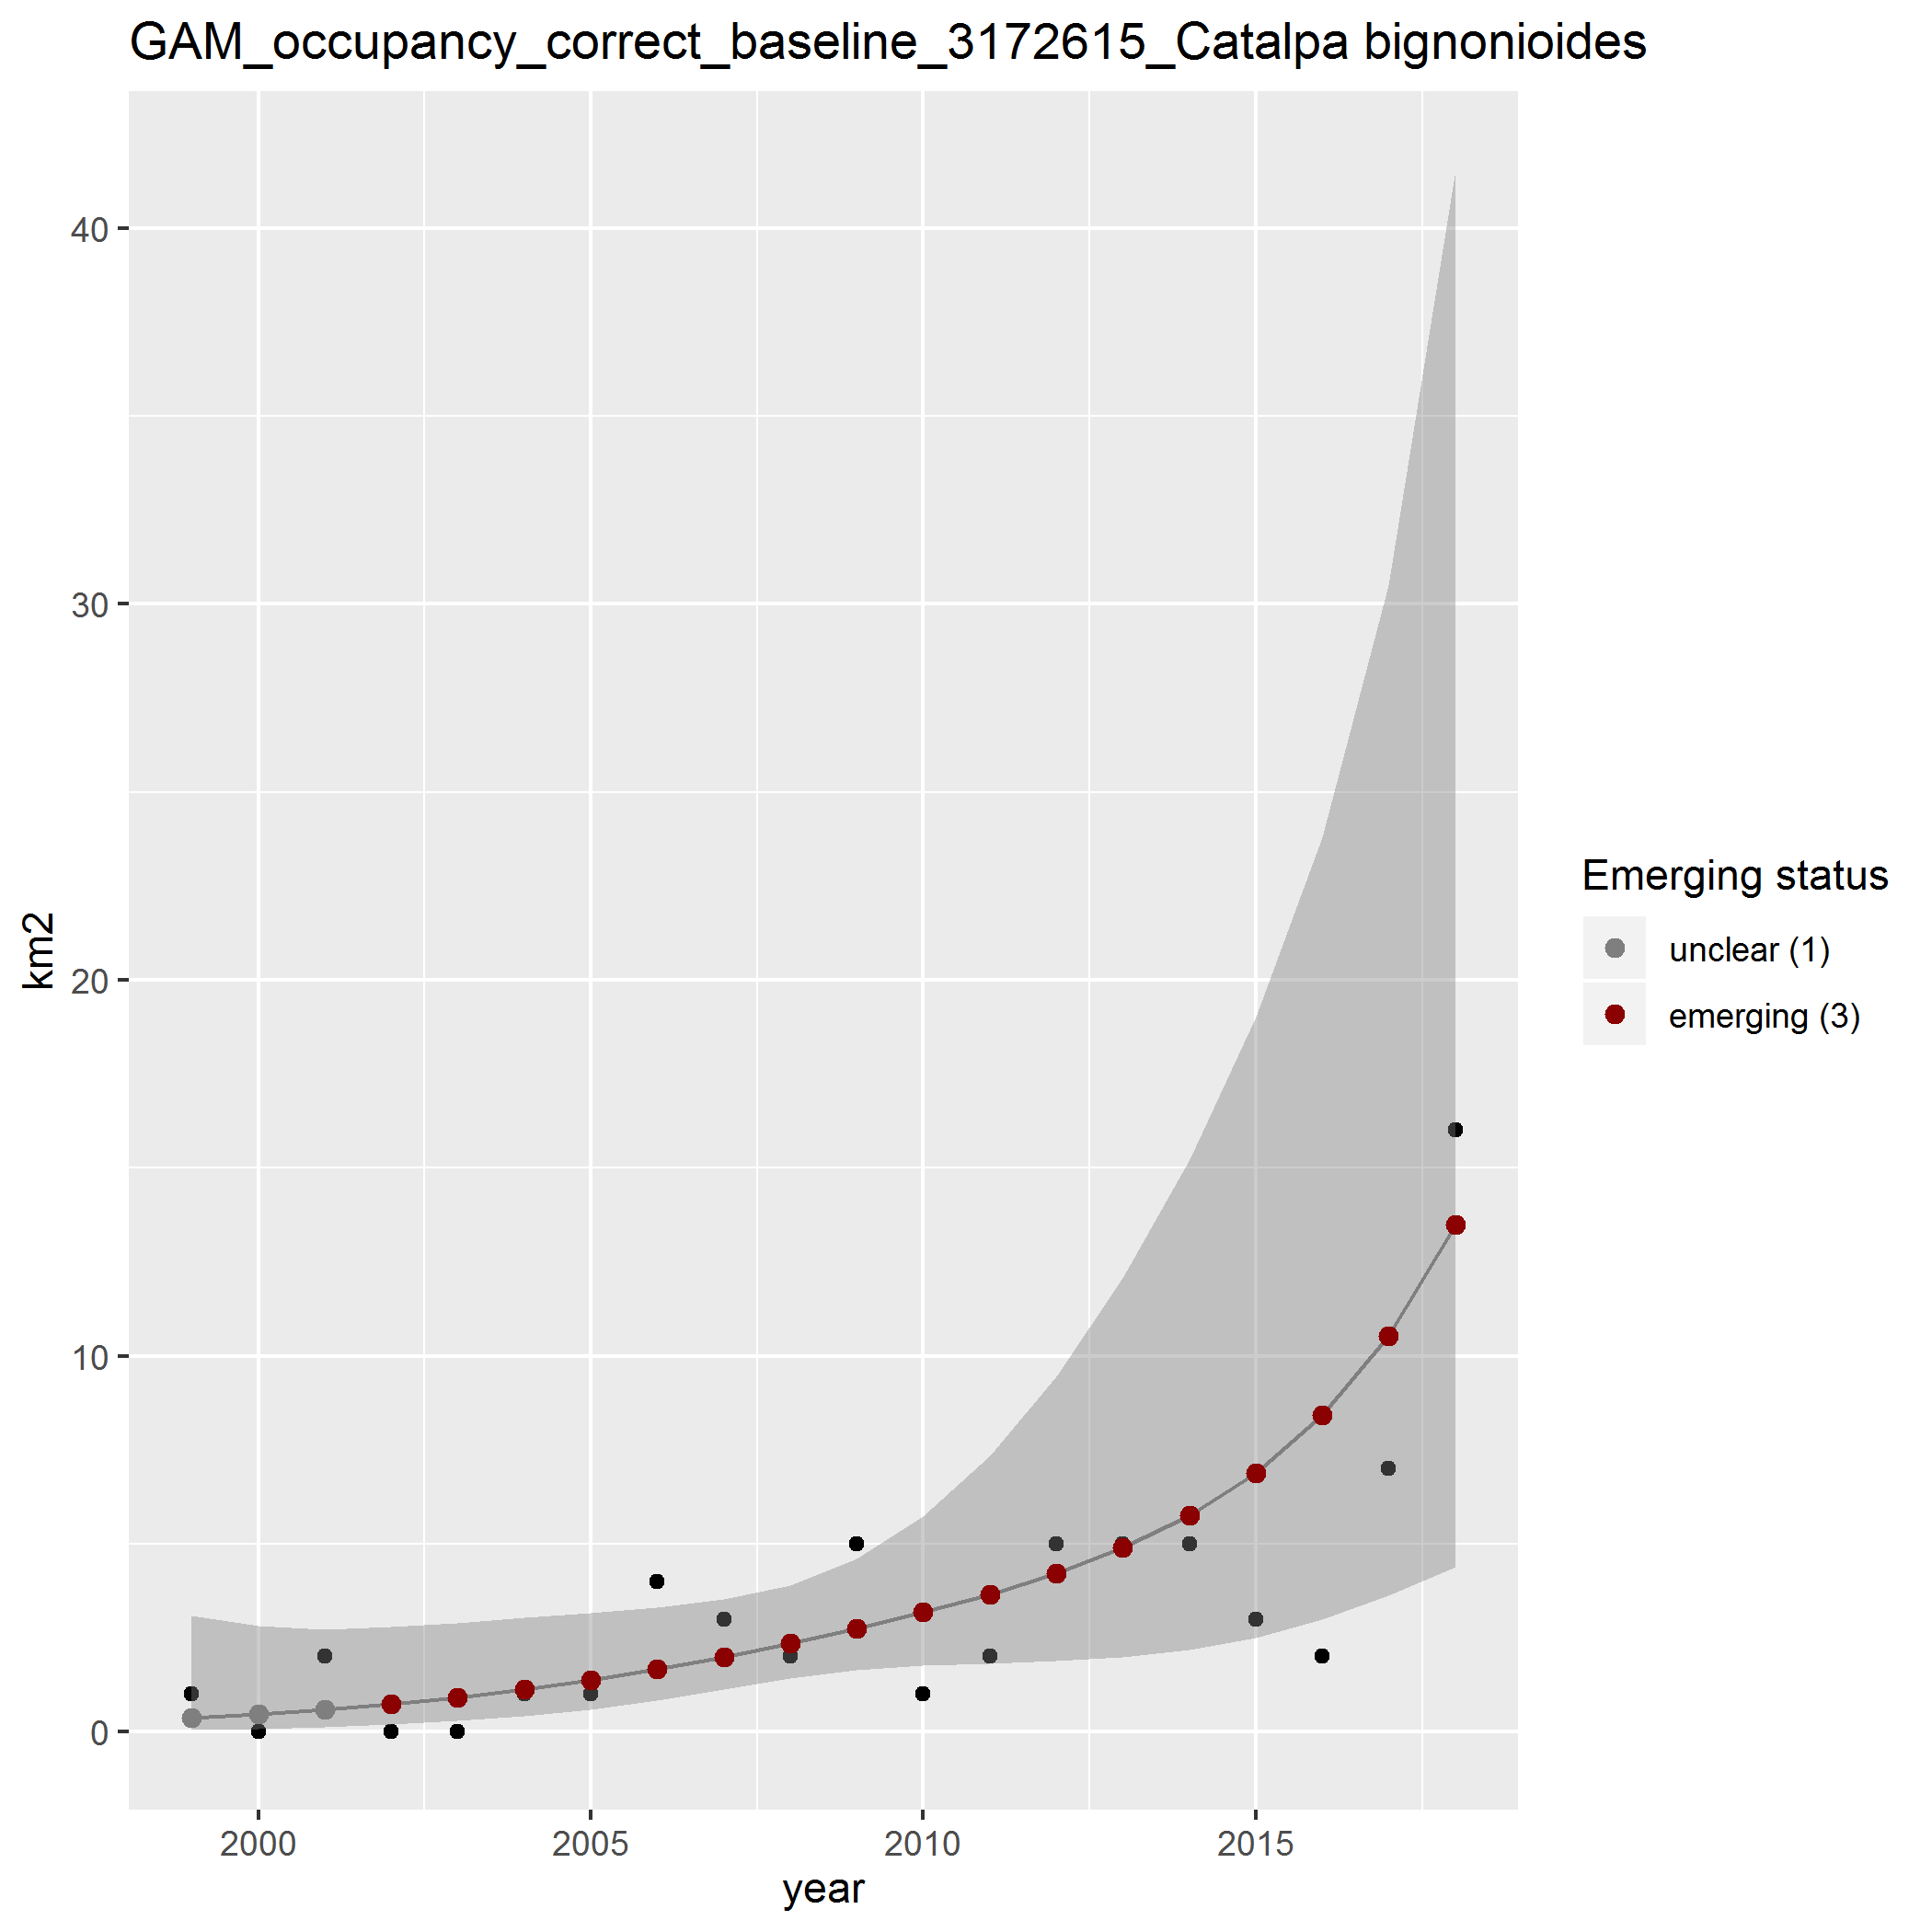 GAM_occupancy_correct_baseline_3172615_Catalpa bignonioides
40
30
20
10
0
km2
2000
2005
2010
2015
year
Emerging status
unclear (1)
emerging (3)